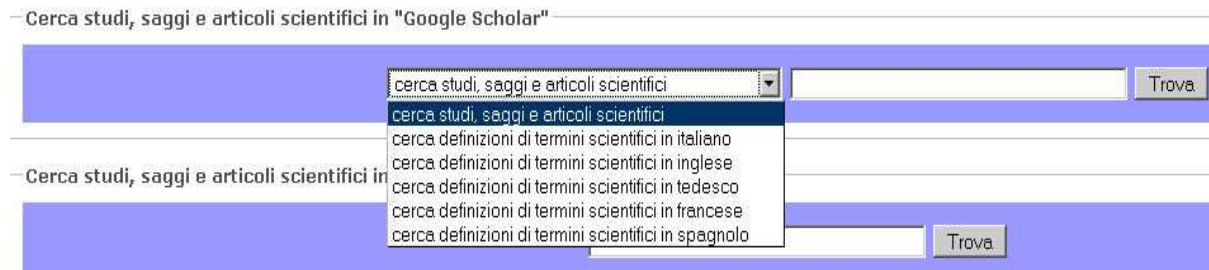 Cerca studi, saggi e articoli scientifici in "Google Scholar"
cerca studi, saggi e articoli scientifici Trova
cerca studi, saggi e articoli scientifici
cerca definizioni di termini scientifici in italiano
cerca definizioni di termini scientifici in inglese
Cerca studi, saggi e articoli scientifici in
cerca definizioni di termini scientifici in tedesco
cerca definizioni di termini scientifici in francese
cerca definizioni di termini scientifici in spagnolo
Trova